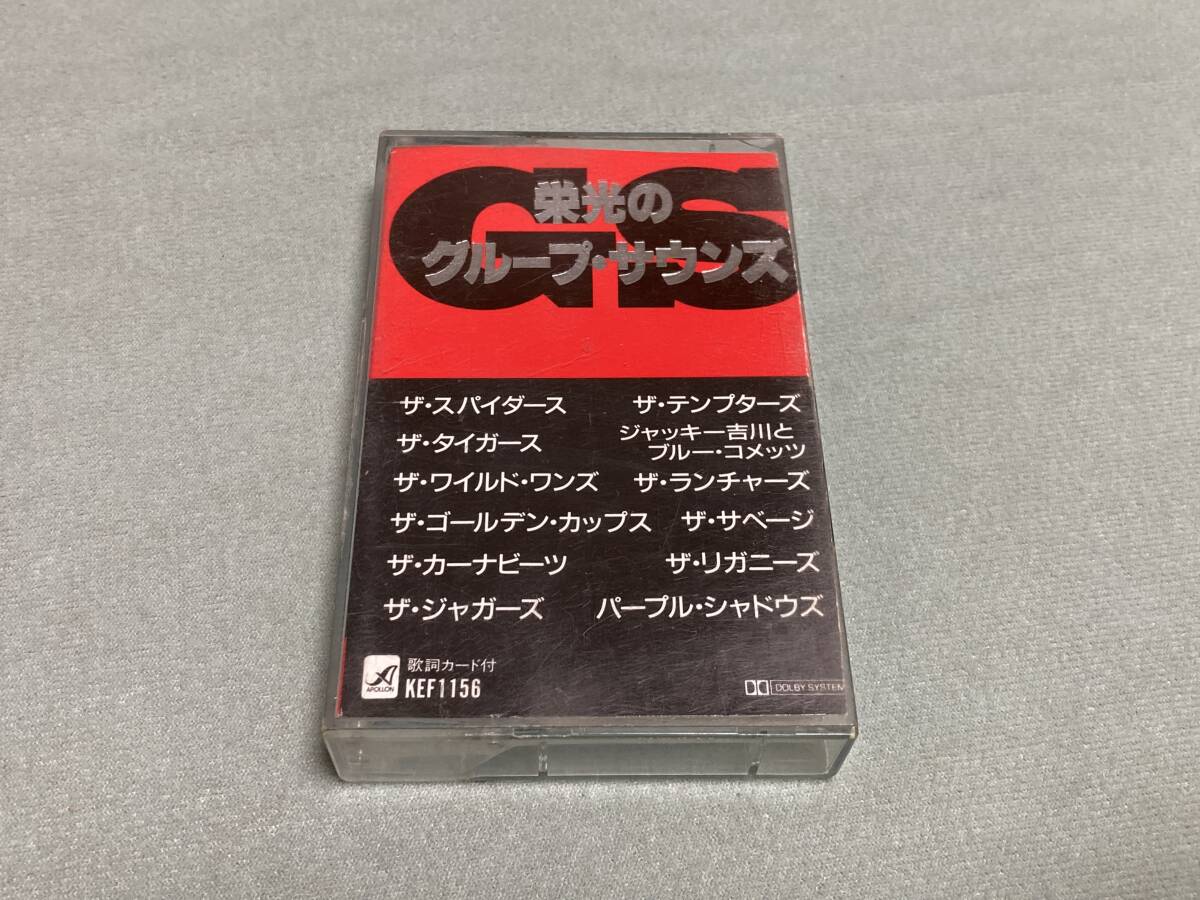 GS
栄光の
グループ・サウンズ
ザ・スパイダース ザ・テンプターズ
ザ・タイガース ジャッキー吉川と
ブルー・コメッツ
ザ・ワイルド・ワンズ ザ・ランチャーズ
ザ・ゴールデン・カップス ザ・サベージ
ザ・カーナビーツ ザ・リガニーズ
ザ・ジャガーズ パープル・シャドウズ
APOLLON
歌詞カード付
KEF1156
DOLBY SYSTEM